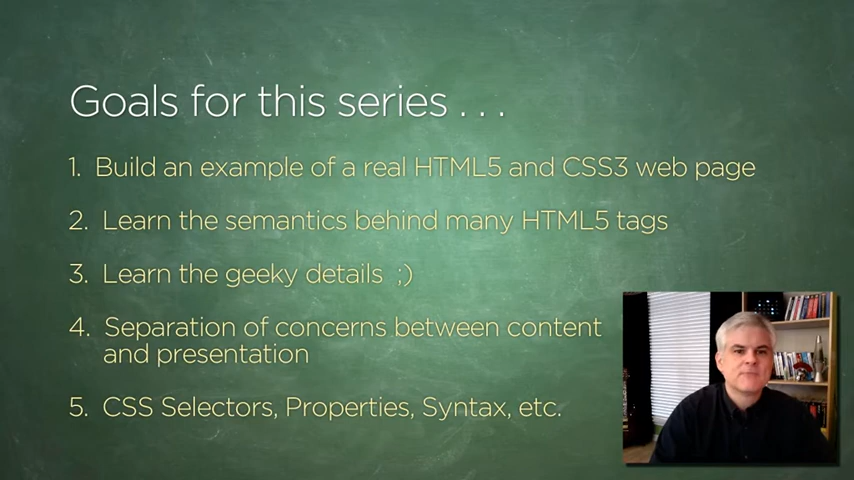 Goals for this series . . .
1. Build an example of a real HTML5 and CSS3 web page
2. Learn the semantics behind many HTML5 tags
3. Learn the geeky details ;)
4. Separation of concerns between content
and presentation
5. CSS Selectors, Properties, Syntax, etc.